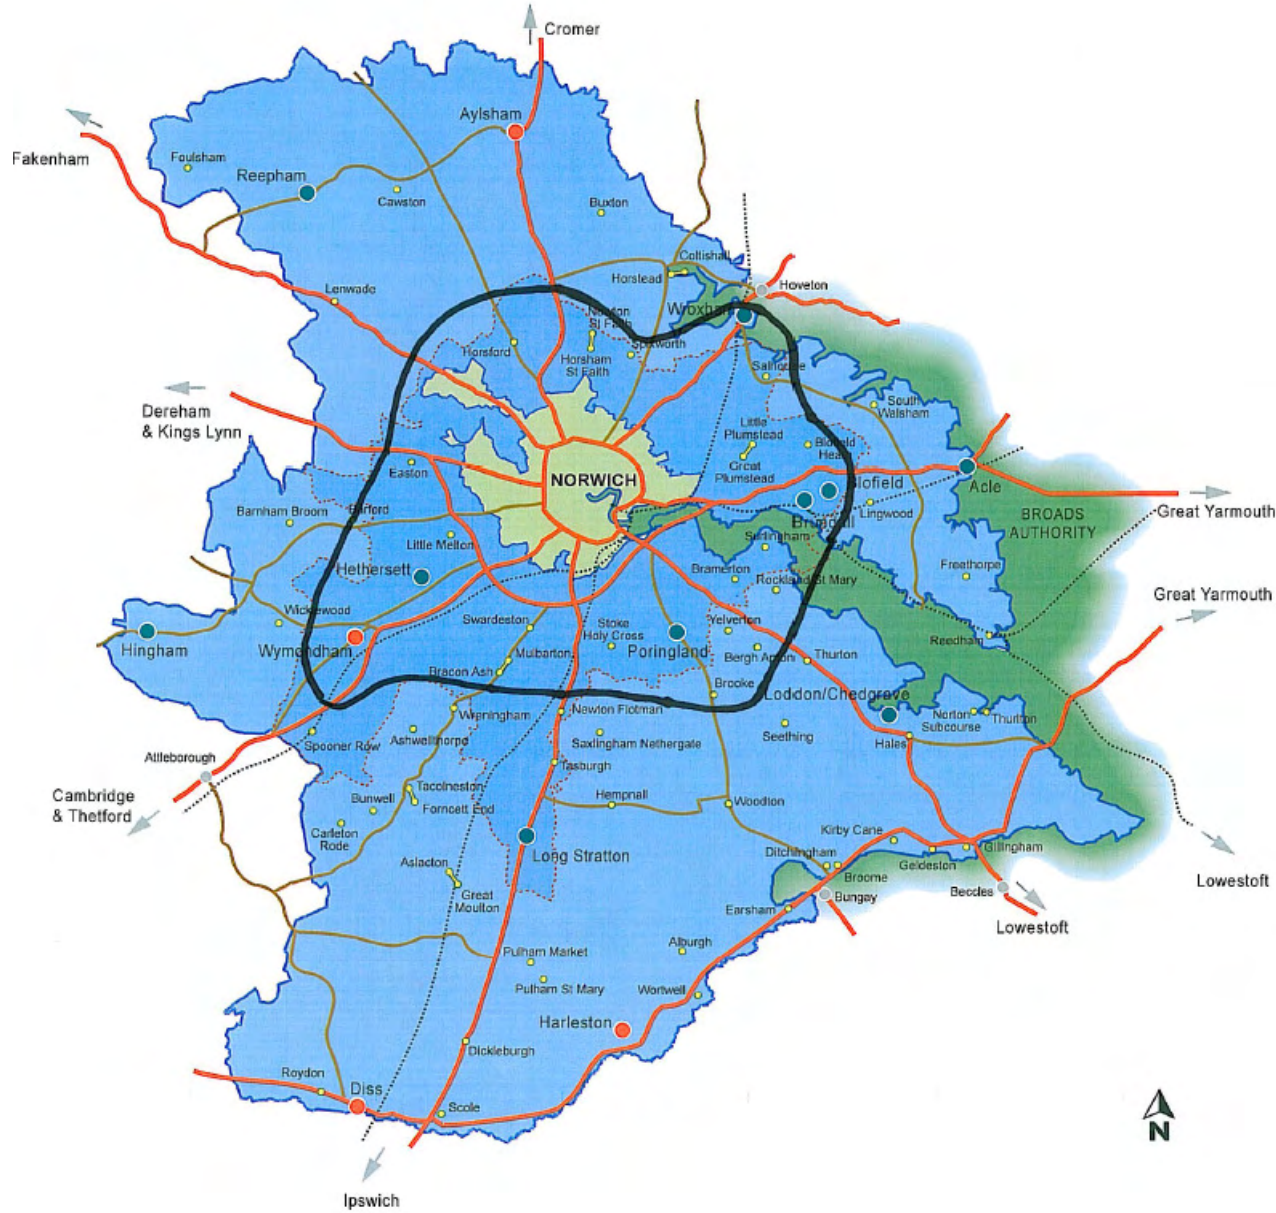 Cromer
Aylsham
Fakenham
Foulsham
Reepham
Cawston
Buxton
Coltishall
Horstead
Hoveton
Lenwade
Wroxham
Newton
St Faith
Spixworth
Horsford
Horsham
St Faith
Salhouse
Dereham
& Kings Lynn
South
Walsham
Little
Plumstead
Blofield
Heath
Easton
NORWICH
Great
Plumstead
Blofield
Acle
Great Yarmouth
Barnham Broom
Barford
Brundall
Lingwood
BROADS
AUTHORITY
Little Melton
Surlingham
Hethersett
Bramerton
Rockland St Mary
Freethorpe
Great Yarmouth
Wicklewood
Swardeston
Stoke
Holy Cross
Yelverton
Reedham
Hingham
Wymondham
Mulbarton
Poringland
Bergh Apton
Thurton
Bracon Ash
Brooke
Loddon/Chedgrave
Wreningham
Newton Flotman
Norton
Subcourse
Thurlton
Spooner Row
Ashwellthorpe
Saxlingham Nethergate
Seething
Hales
Attleborough
Tasburgh
Cambridge
& Thetford
Tacolneston
Bunwell
Forncett End
Hempnall
Woodton
Carleton
Rode
Kirby Cane
Long Stratton
Ditchingham
Gillingham
Aslacton
Geldeston
Broome
Great
Moulton
Bungay
Beccles
Lowestoft
Earsham
Lowestoft
Alburgh
Pulham Market
Pulham St Mary
Wortwell
Harleston
Dickleburgh
Roydon
Diss
Scole
N
Ipswich